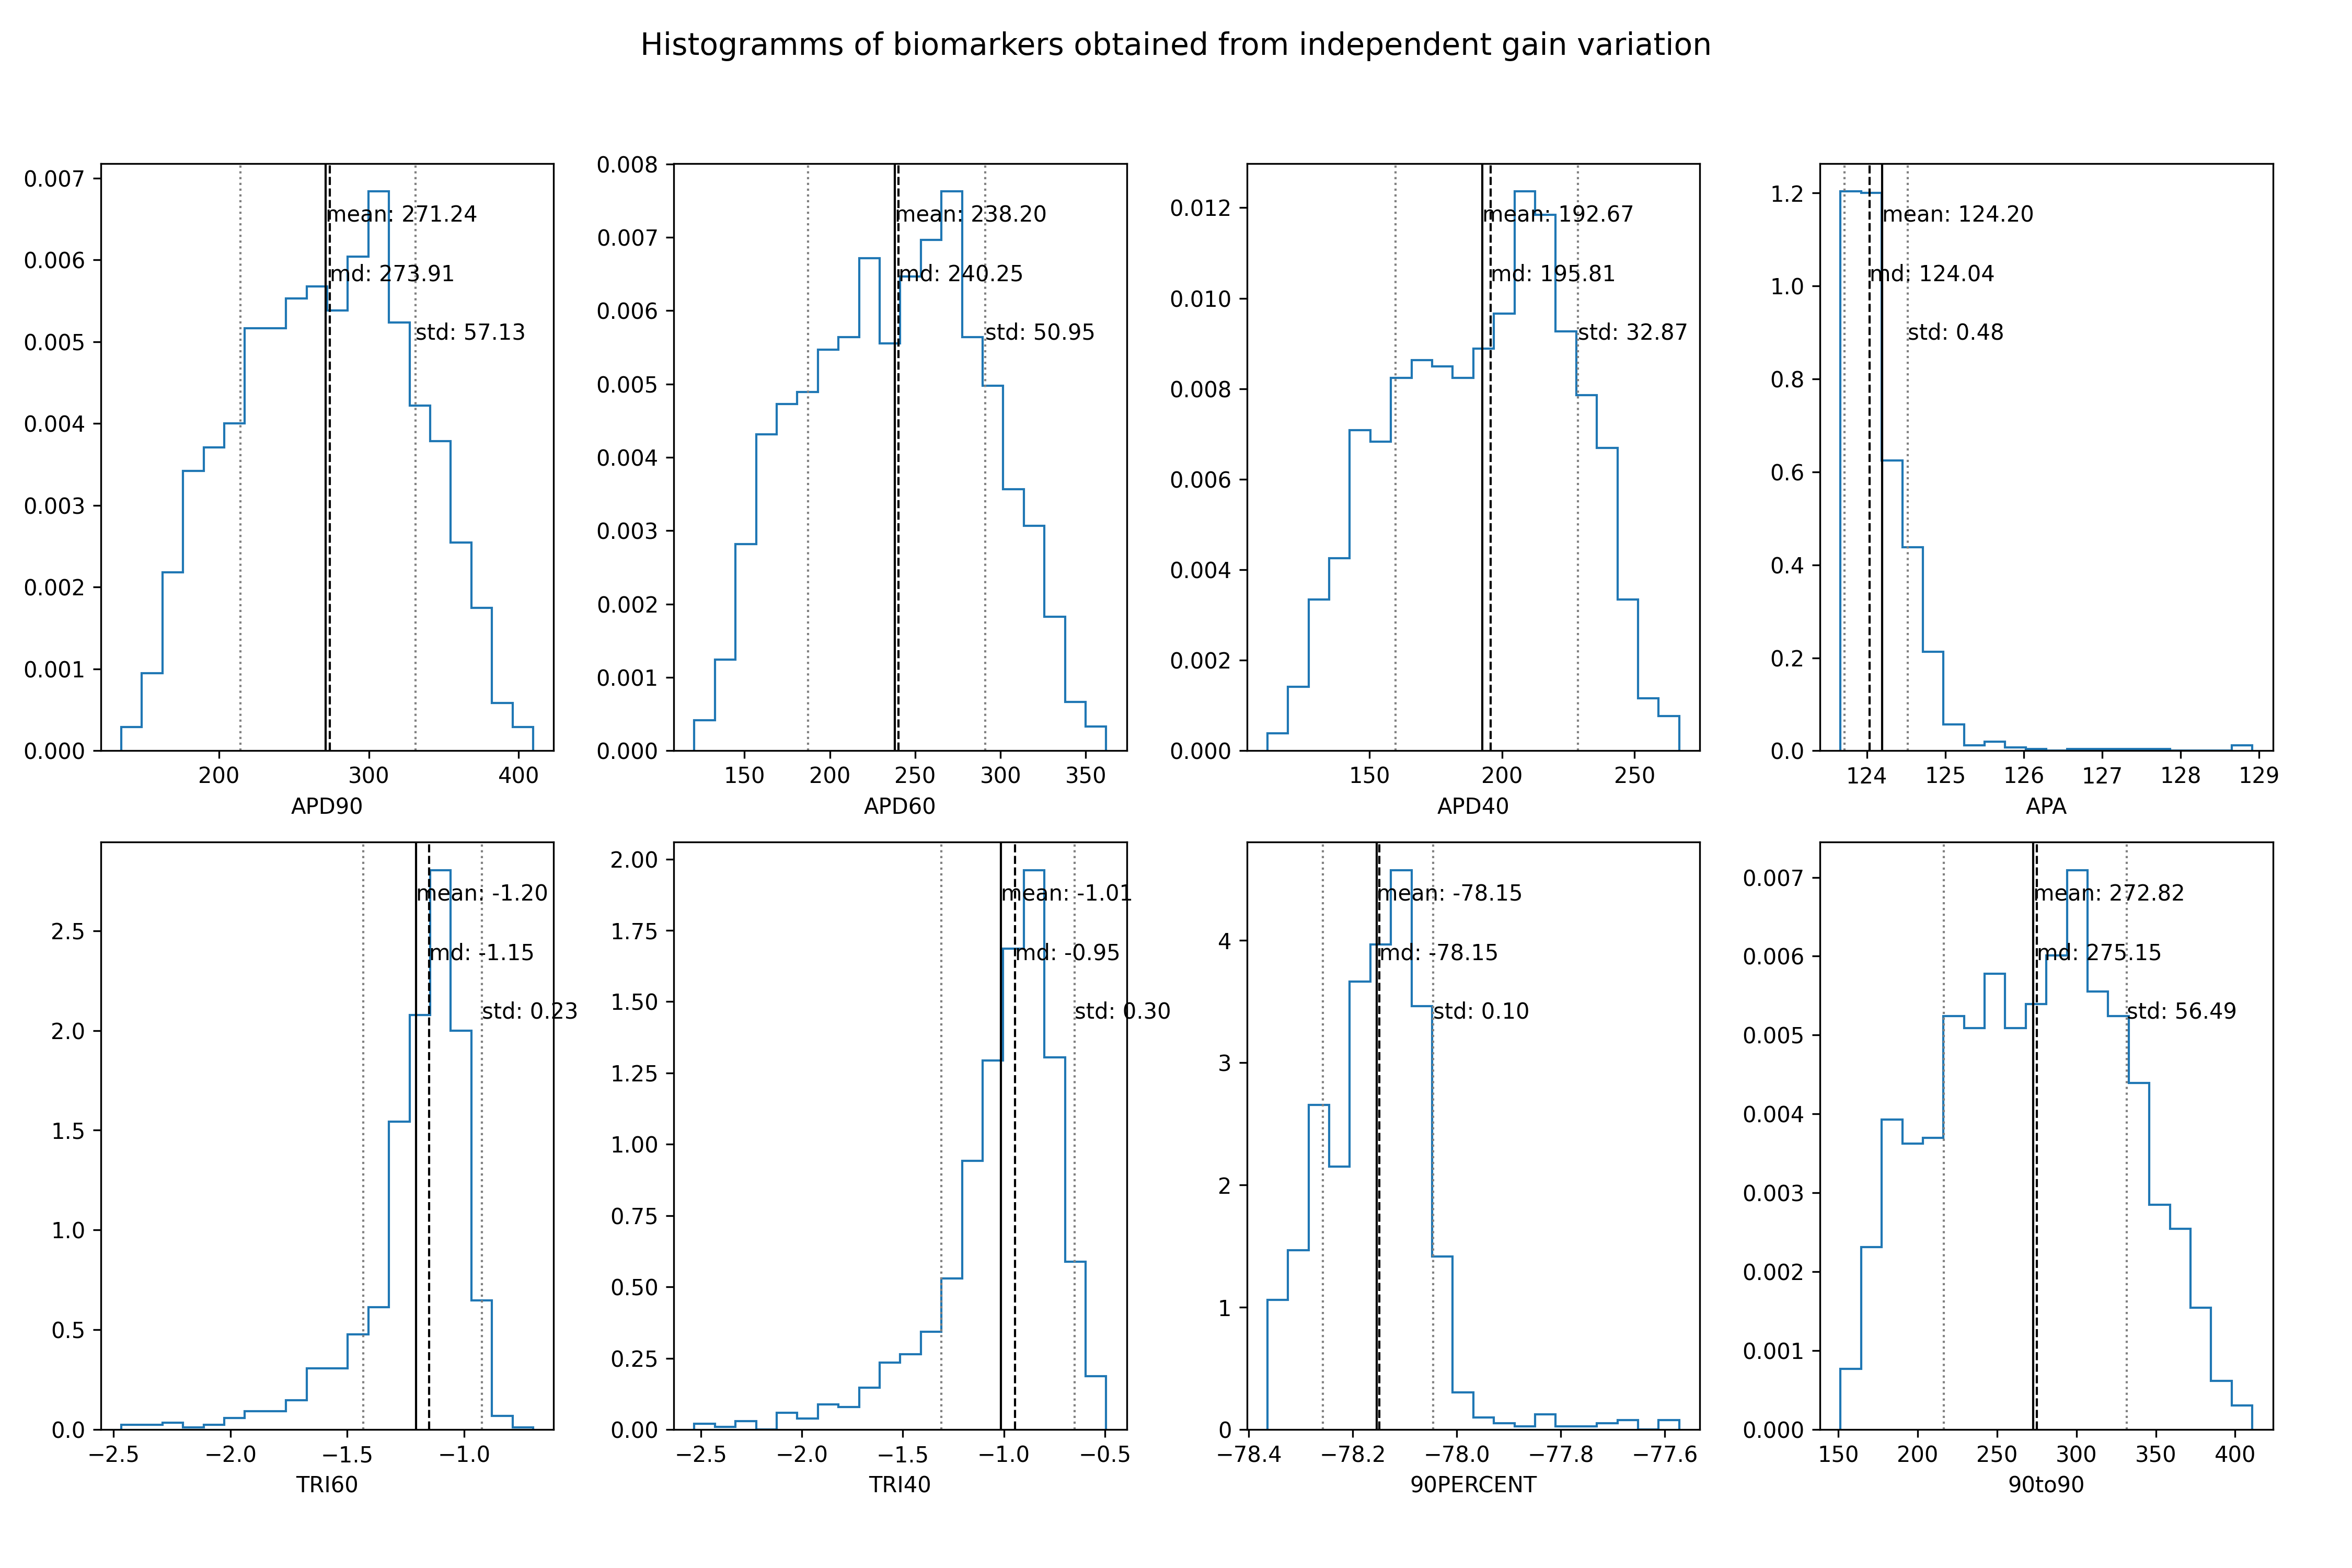 Histogramms of biomarkers obtained from independent gain variation
0.007
0.006
0.005
0.004
0.003
0.002
0.001
0.000
mean: 271.24
md: 273.91
std: 57.13
200 300 400
APD90
0.008
0.007
0.006
0.005
0.004
0.003
0.002
0.001
0.000
mean: 238.20
md: 240.25
std: 50.95
150 200 250 300 350
APD60
0.012
0.010
0.008
0.006
0.004
0.002
0.000
mean: 192.67
md: 195.81
std: 32.87
150 200 250
APD40
1.2
1.0
0.8
0.6
0.4
0.2
0.0
mean: 124.20
md: 124.04
std: 0.48
124 125 126 127 128 129
APA
2.5
2.0
1.5
1.0
0.5
0.0
mean: -1.20
md: -1.15
std: 0.23
−2.5 −2.0 −1.5 −1.0
TRI60
2.00
1.75
1.50
1.25
1.00
0.75
0.50
0.25
0.00
mean: -1.01
md: -0.95
std: 0.30
−2.5 −2.0 −1.5 −1.0 −0.5
TRI40
4
3
2
1
0
mean: -78.15
md: -78.15
std: 0.10
−78.4 −78.2 −78.0 −77.8 −77.6
90PERCENT
0.007
0.006
0.005
0.004
0.003
0.002
0.001
0.000
mean: 272.82
md: 275.15
std: 56.49
150 200 250 300 350 400
90to90